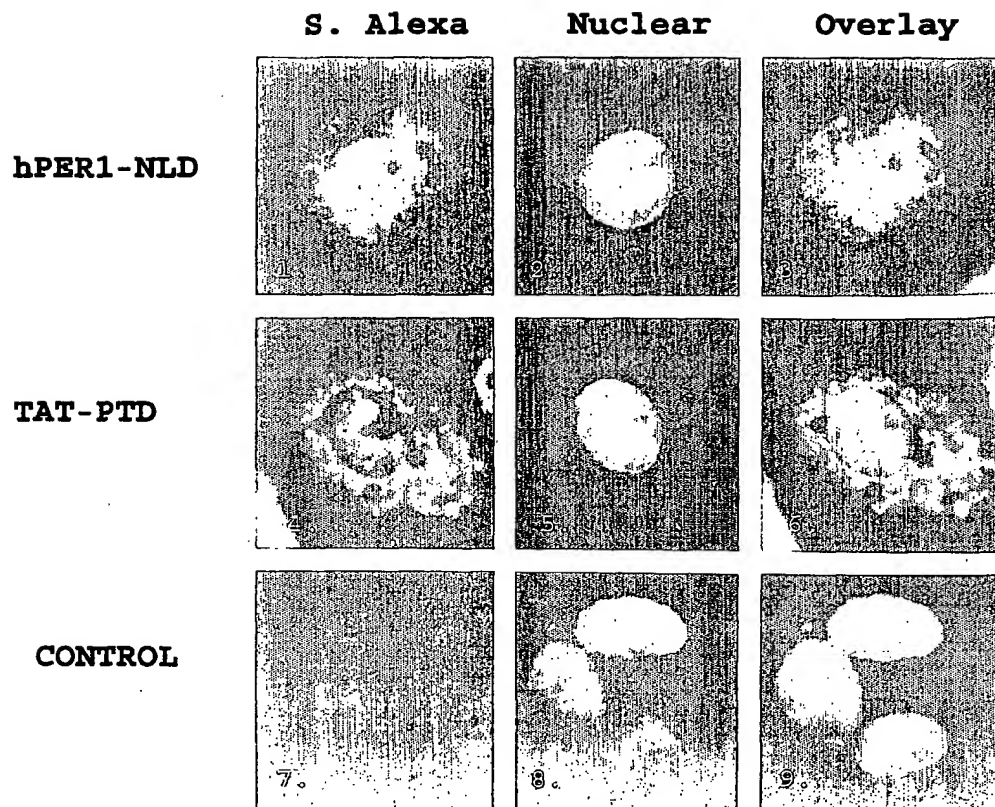 S. Alexa Nuclear Overlay
hPER1-NLD
1. 2. 3.
TAT-PTD
4. 5. 6.
CONTROL
7. 8. 9.